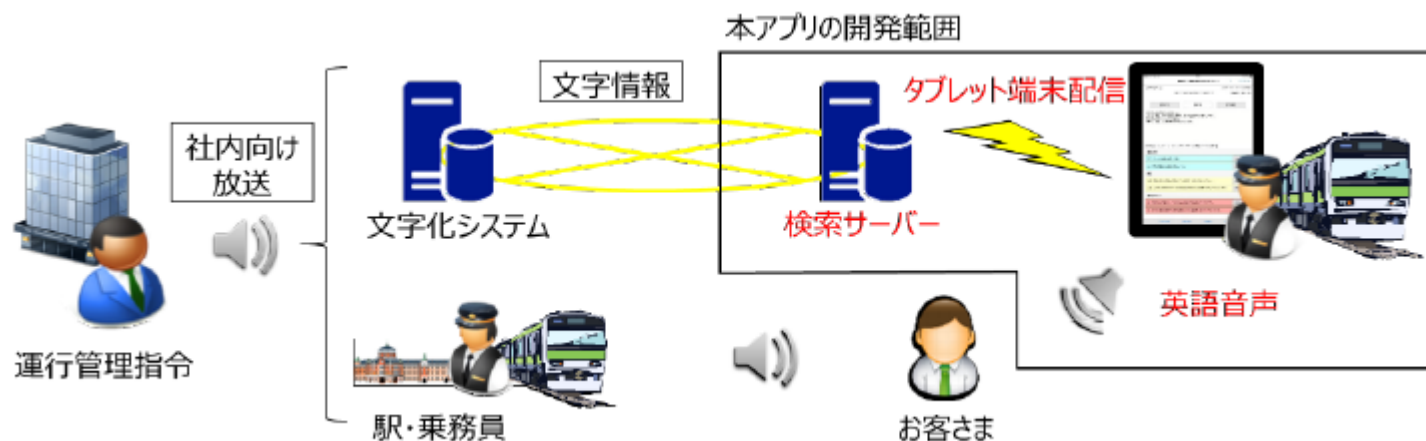 本アプリの開発範囲
文字情報
タブレット端末配信
社内向け
放送
文字化システム
検索サーバー
英語音声
運行管理指令
駅・乗務員
お客さま